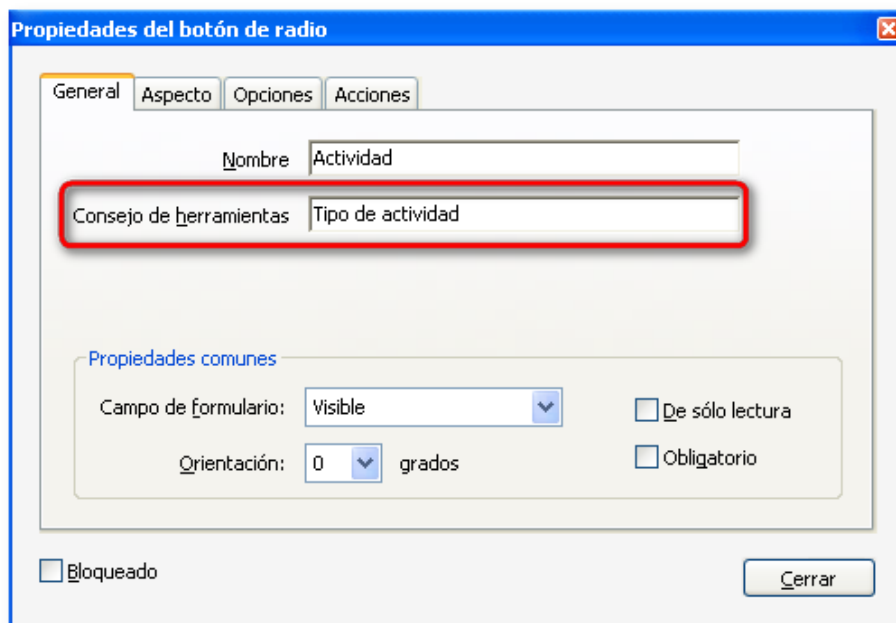 Propiedades del botón de radio
General Aspecto Opciones Acciones
Nombre Actividad
Consejo de herramientas Tipo de actividad
Propiedades comunes
Campo de formulario: Visible De sólo lectura
Orientación: 0 grados Obligatorio
Bloqueado Cerrar